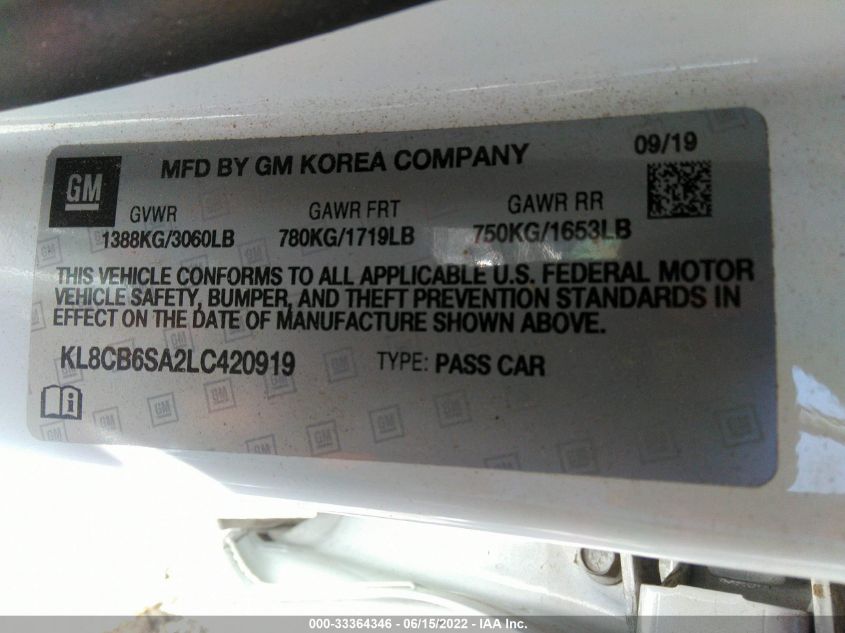 MFD BY GM KOREA COMPANY
09/19
GM
GVWR GAWR FRT GAWR RR
1388KG/3060LB 780KG/1719LB 750KG/1653LB
THIS VEHICLE CONFORMS TO ALL APPLICABLE U.S. FEDERAL MOTOR
VEHICLE SAFETY, BUMPER, AND THEFT PREVENTION STANDARDS IN
EFFECT ON THE DATE OF MANUFACTURE SHOWN ABOVE.
KL8CB6SA2LC420919 TYPE: PASS CAR
000-33364346 - 06/15/2022 - IAA Inc.